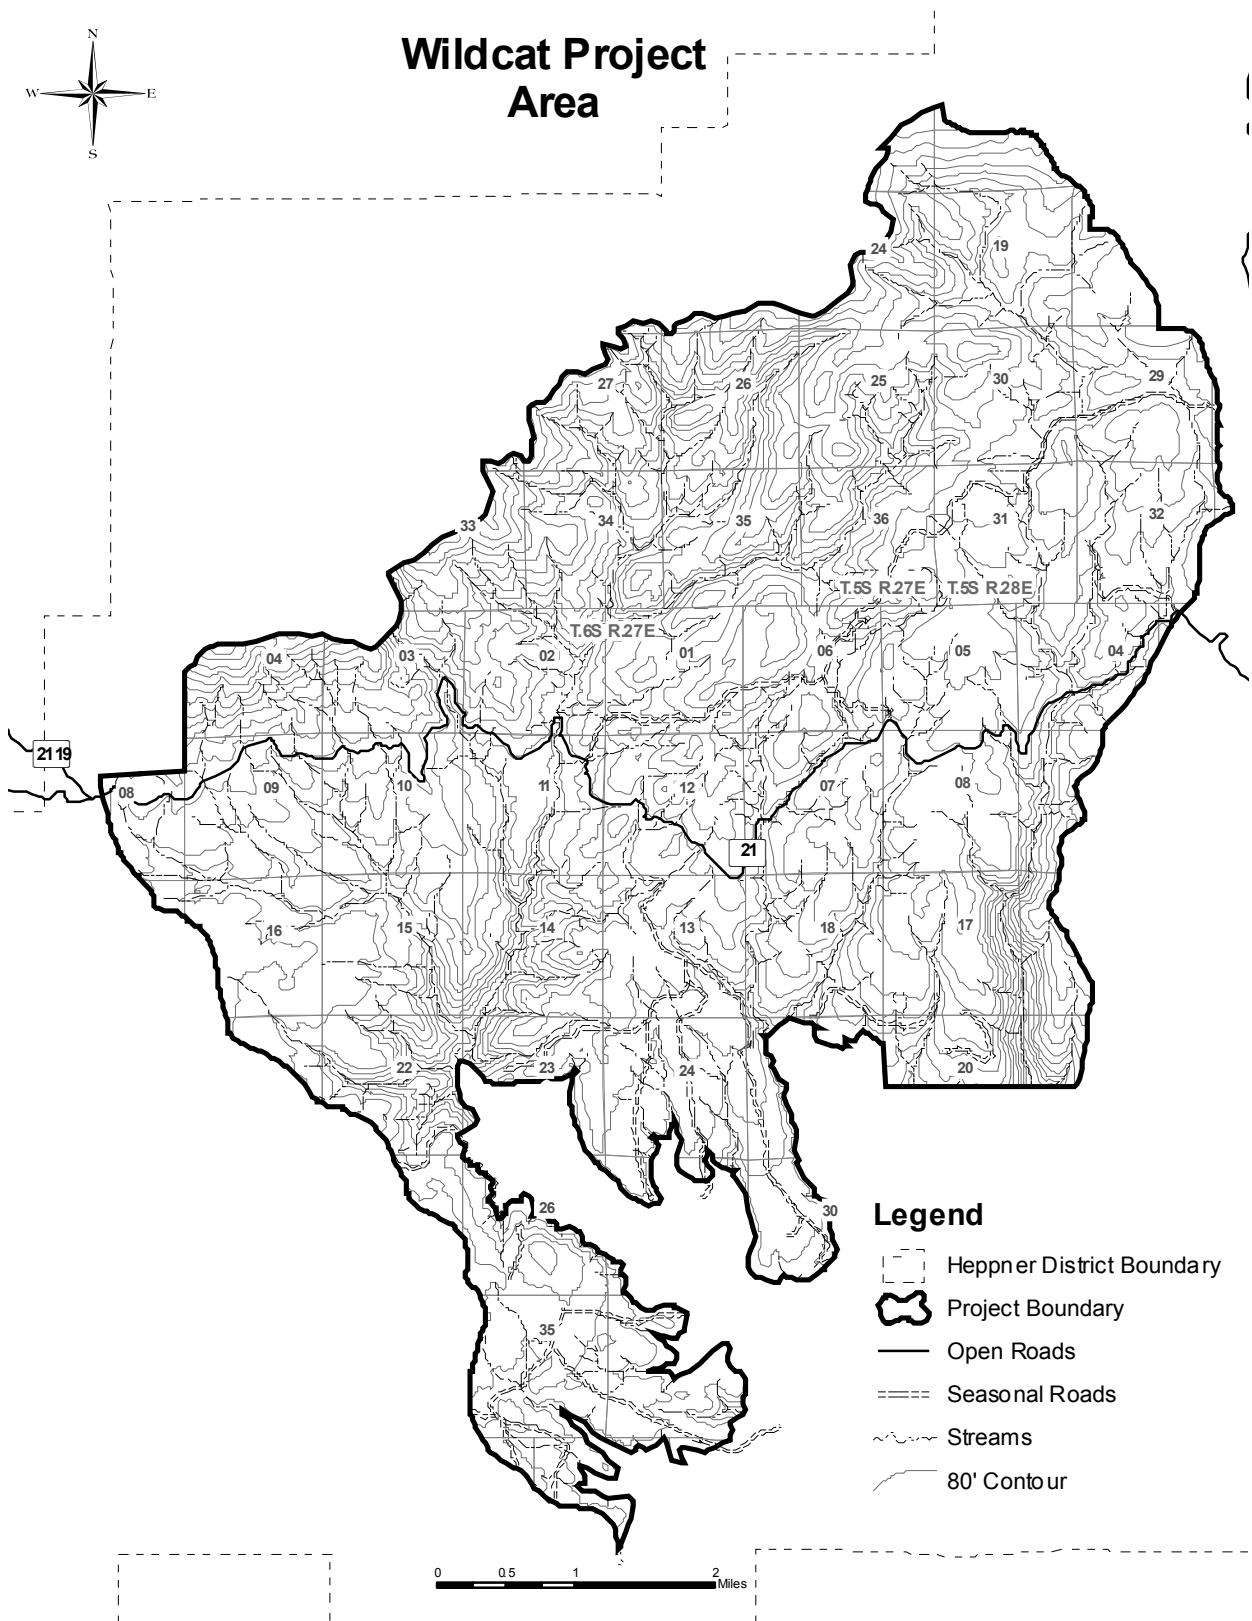 Wildcat Project
Area
N
W E
S
24 19
27 26 25 30 29
33 34 35 36 31 32
T.5S R.27E T.5S R.28E
T.6S R.27E
04 03 02 01 06 05 04
2119
08 09 10 11 12 07 08
21
16 15 14 13 18 17
22 23 24 20
26 30
35
Legend
Heppner District Boundary
Project Boundary
Open Roads
Seasonal Roads
Streams
80' Contour
0 0.5 1 2
Miles